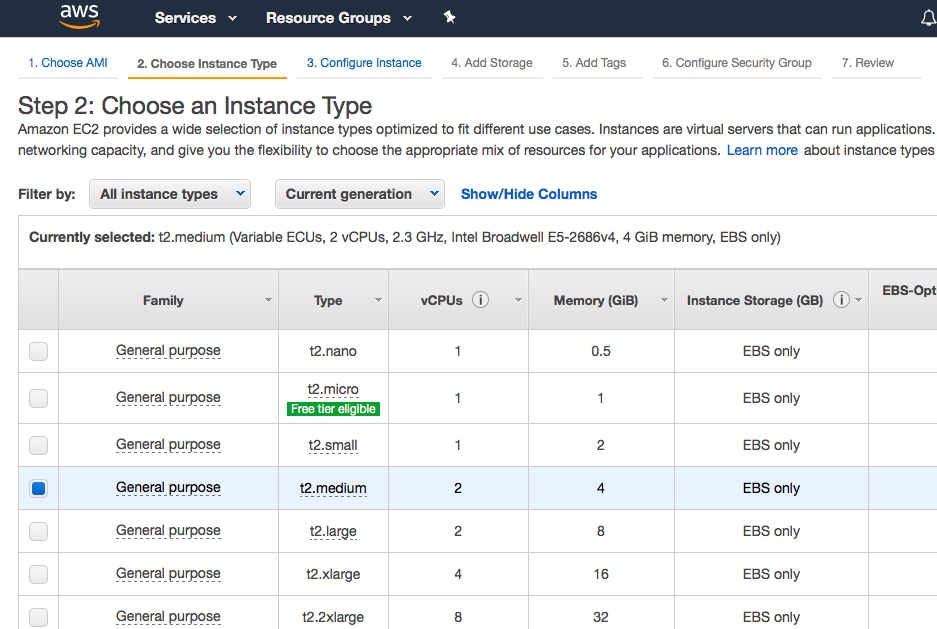 aws Services Resource Groups
1. Choose AMI 2. Choose Instance Type 3. Configure Instance 4. Add Storage 5. Add Tags 6. Configure Security Group 7. Review
Step 2: Choose an Instance Type
Amazon EC2 provides a wide selection of instance types optimized to fit different use cases. Instances are virtual servers that can run applications.
networking capacity, and give you the flexibility to choose the appropriate mix of resources for your applications. Learn more about instance types
Filter by: All instance types Current generation Show/Hide Columns
Currently selected: t2.medium (Variable ECUs, 2 vCPUs, 2.3 GHz, Intel Broadwell E5-2686v4, 4 GiB memory, EBS only)
Family Type vCPUs i Memory (GiB) Instance Storage (GB) i EBS-Opt
General purpose t2.nano 1 0.5 EBS only
General purpose t2.micro Free tier eligible 1 1 EBS only
General purpose t2.small 1 2 EBS only
General purpose t2.medium 2 4 EBS only
General purpose t2.large 2 8 EBS only
General purpose t2.xlarge 4 16 EBS only
General purpose t2.2xlarge 8 32 EBS only